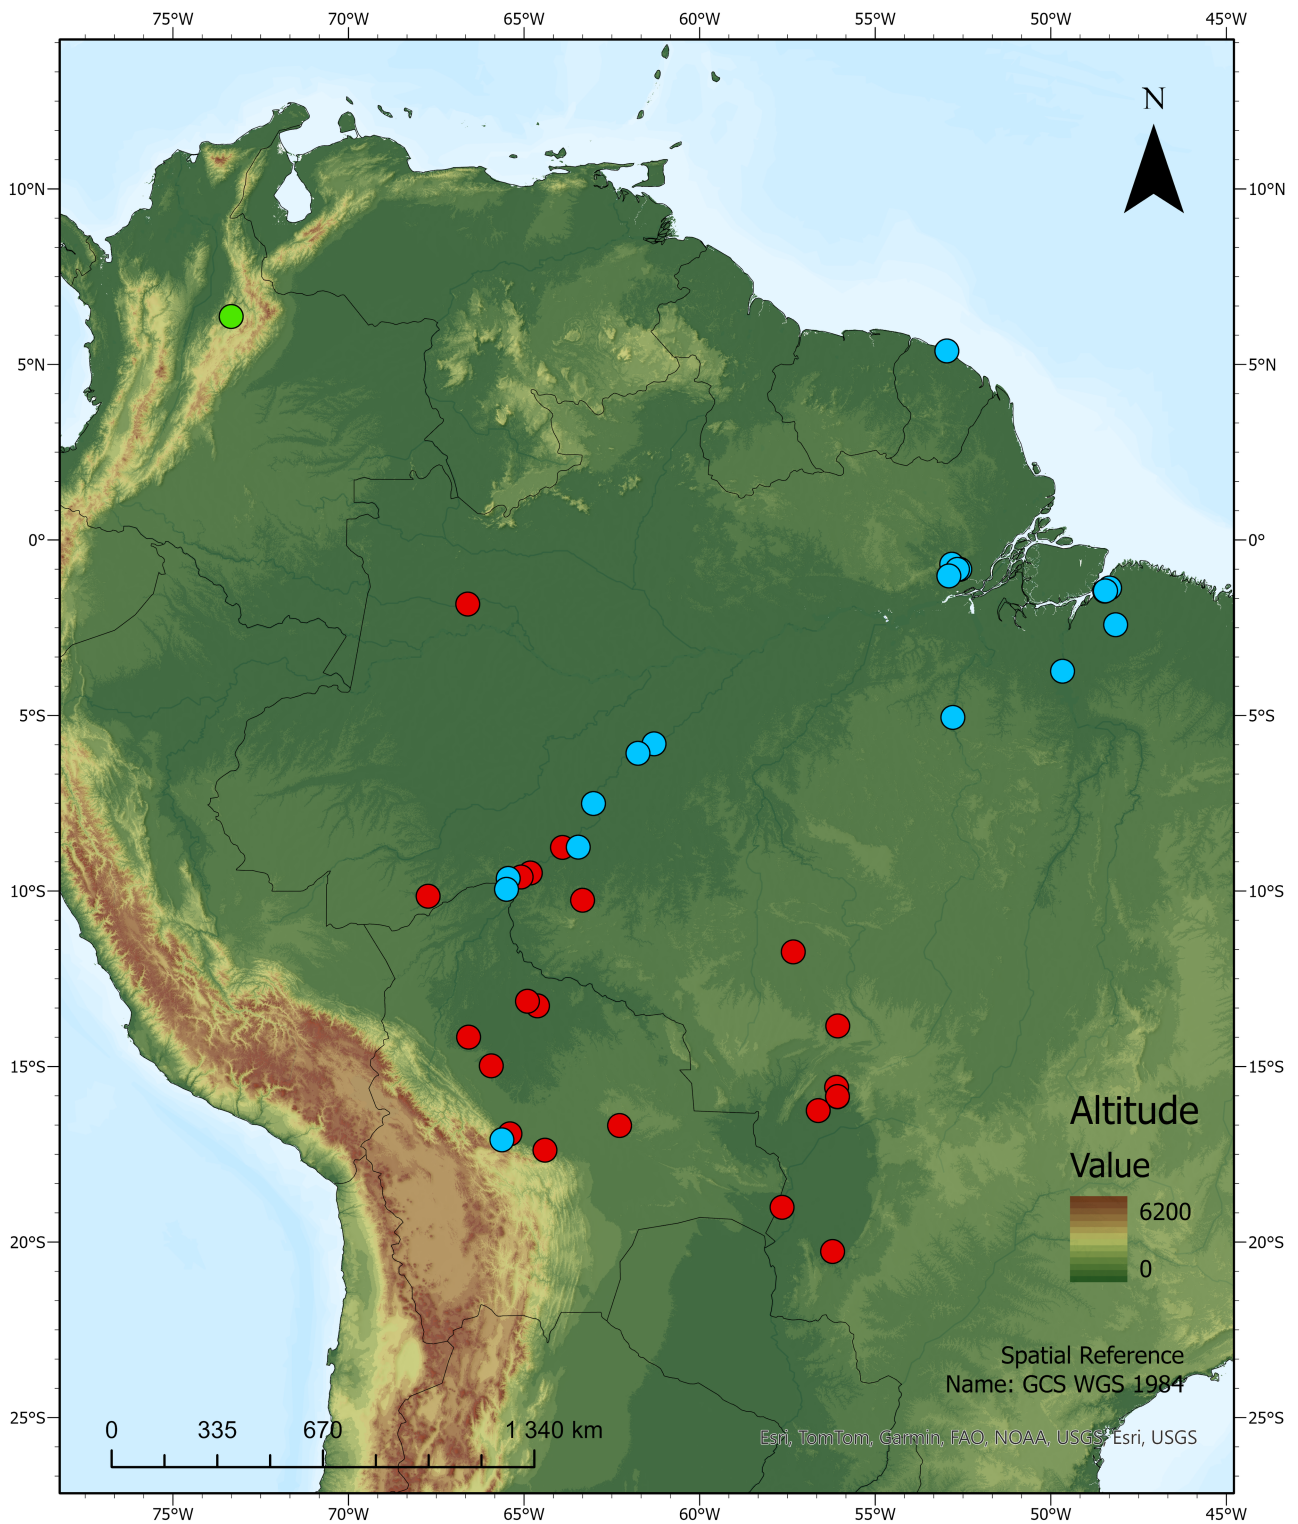 75°W 70°W 65°W 60°W 55°W 50°W 45°W
N
10°N 10°N
5°N 5°N
0° 0°
5°S 5°S
10°S 10°S
15°S 15°S
Altitude
Value
6200
20°S 20°S
0
Spatial Reference
Name: GCS WGS 1984
25°S 25°S
0 335 670 1 340 km
Esri, TomTom, Garmin, FAO, NOAA, USGS, Esri, USGS
75°W 70°W 65°W 60°W 55°W 50°W 45°W